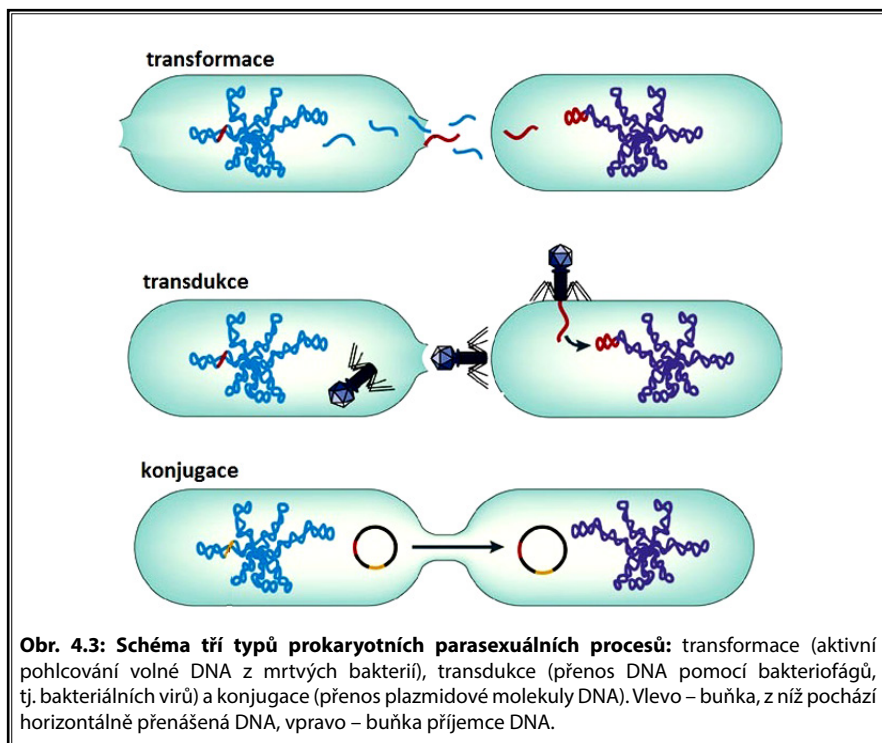 transformace
transdukce
konjugace
Obr. 4.3: Schéma tří typů prokaryotních parasexuálních procesů: transformace (aktivní
pohlcování volné DNA z mrtvých bakterií), transdukce (přenos DNA pomocí bakteriofágů,
tj. bakteriálních virů) a konjugace (přenos plazmidové molekuly DNA). Vlevo – buňka, z níž pochází
horizontálně přenášená DNA, vpravo – buňka příjemce DNA.